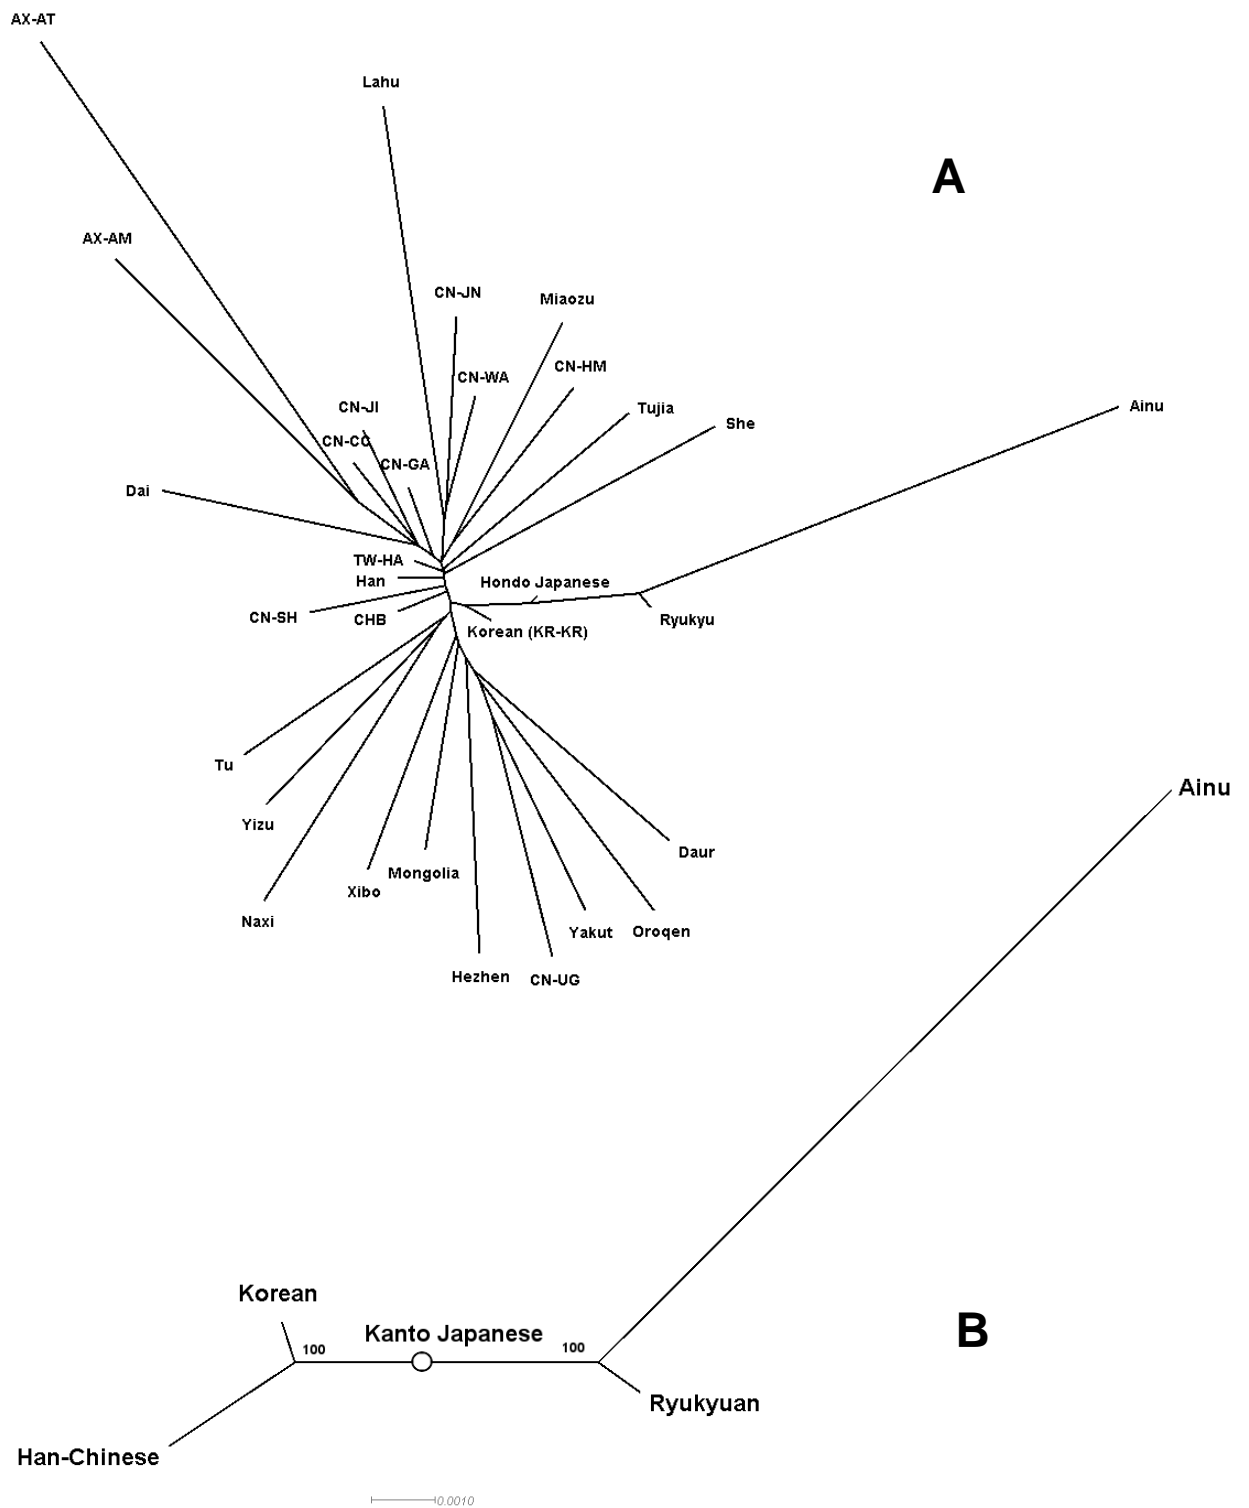 AX-AT
Lahu
A
AX-AM
CN-JN
Miaozu
CN-HM
CN-WA
CN-JI
Tujia
Ainu
She
CN-CC
CN-GA
Dai
TW-HA
Han
Hondo Japanese
CN-SH
CHB
Ryukyu
Korean (KR-KR)
Tu
Yizu
Daur
Mongolia
Xibo
Naxi
Yakut
Oroqen
Hezhen
CN-UG
Ainu
Korean
B
Kanto Japanese
100
100
Ryukyuan
Han-Chinese
0.0010